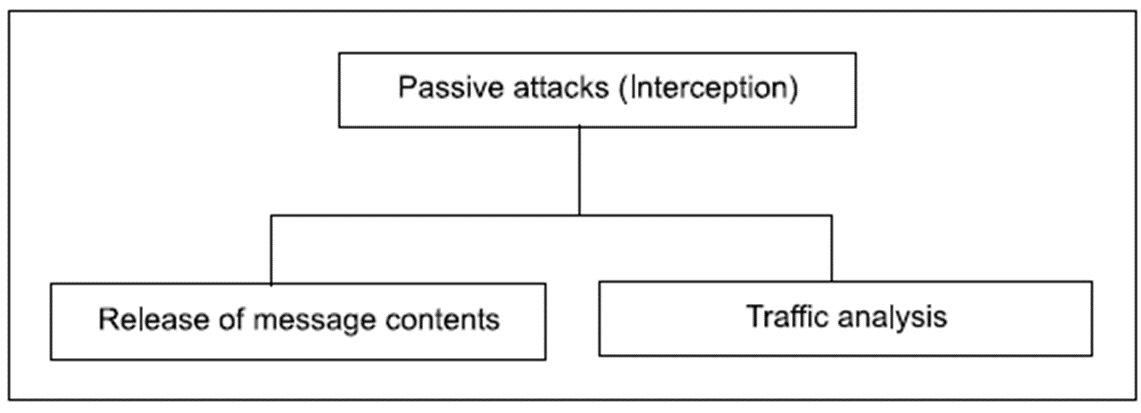 Passive attacks (Interception)
Release of message contents
Traffic analysis